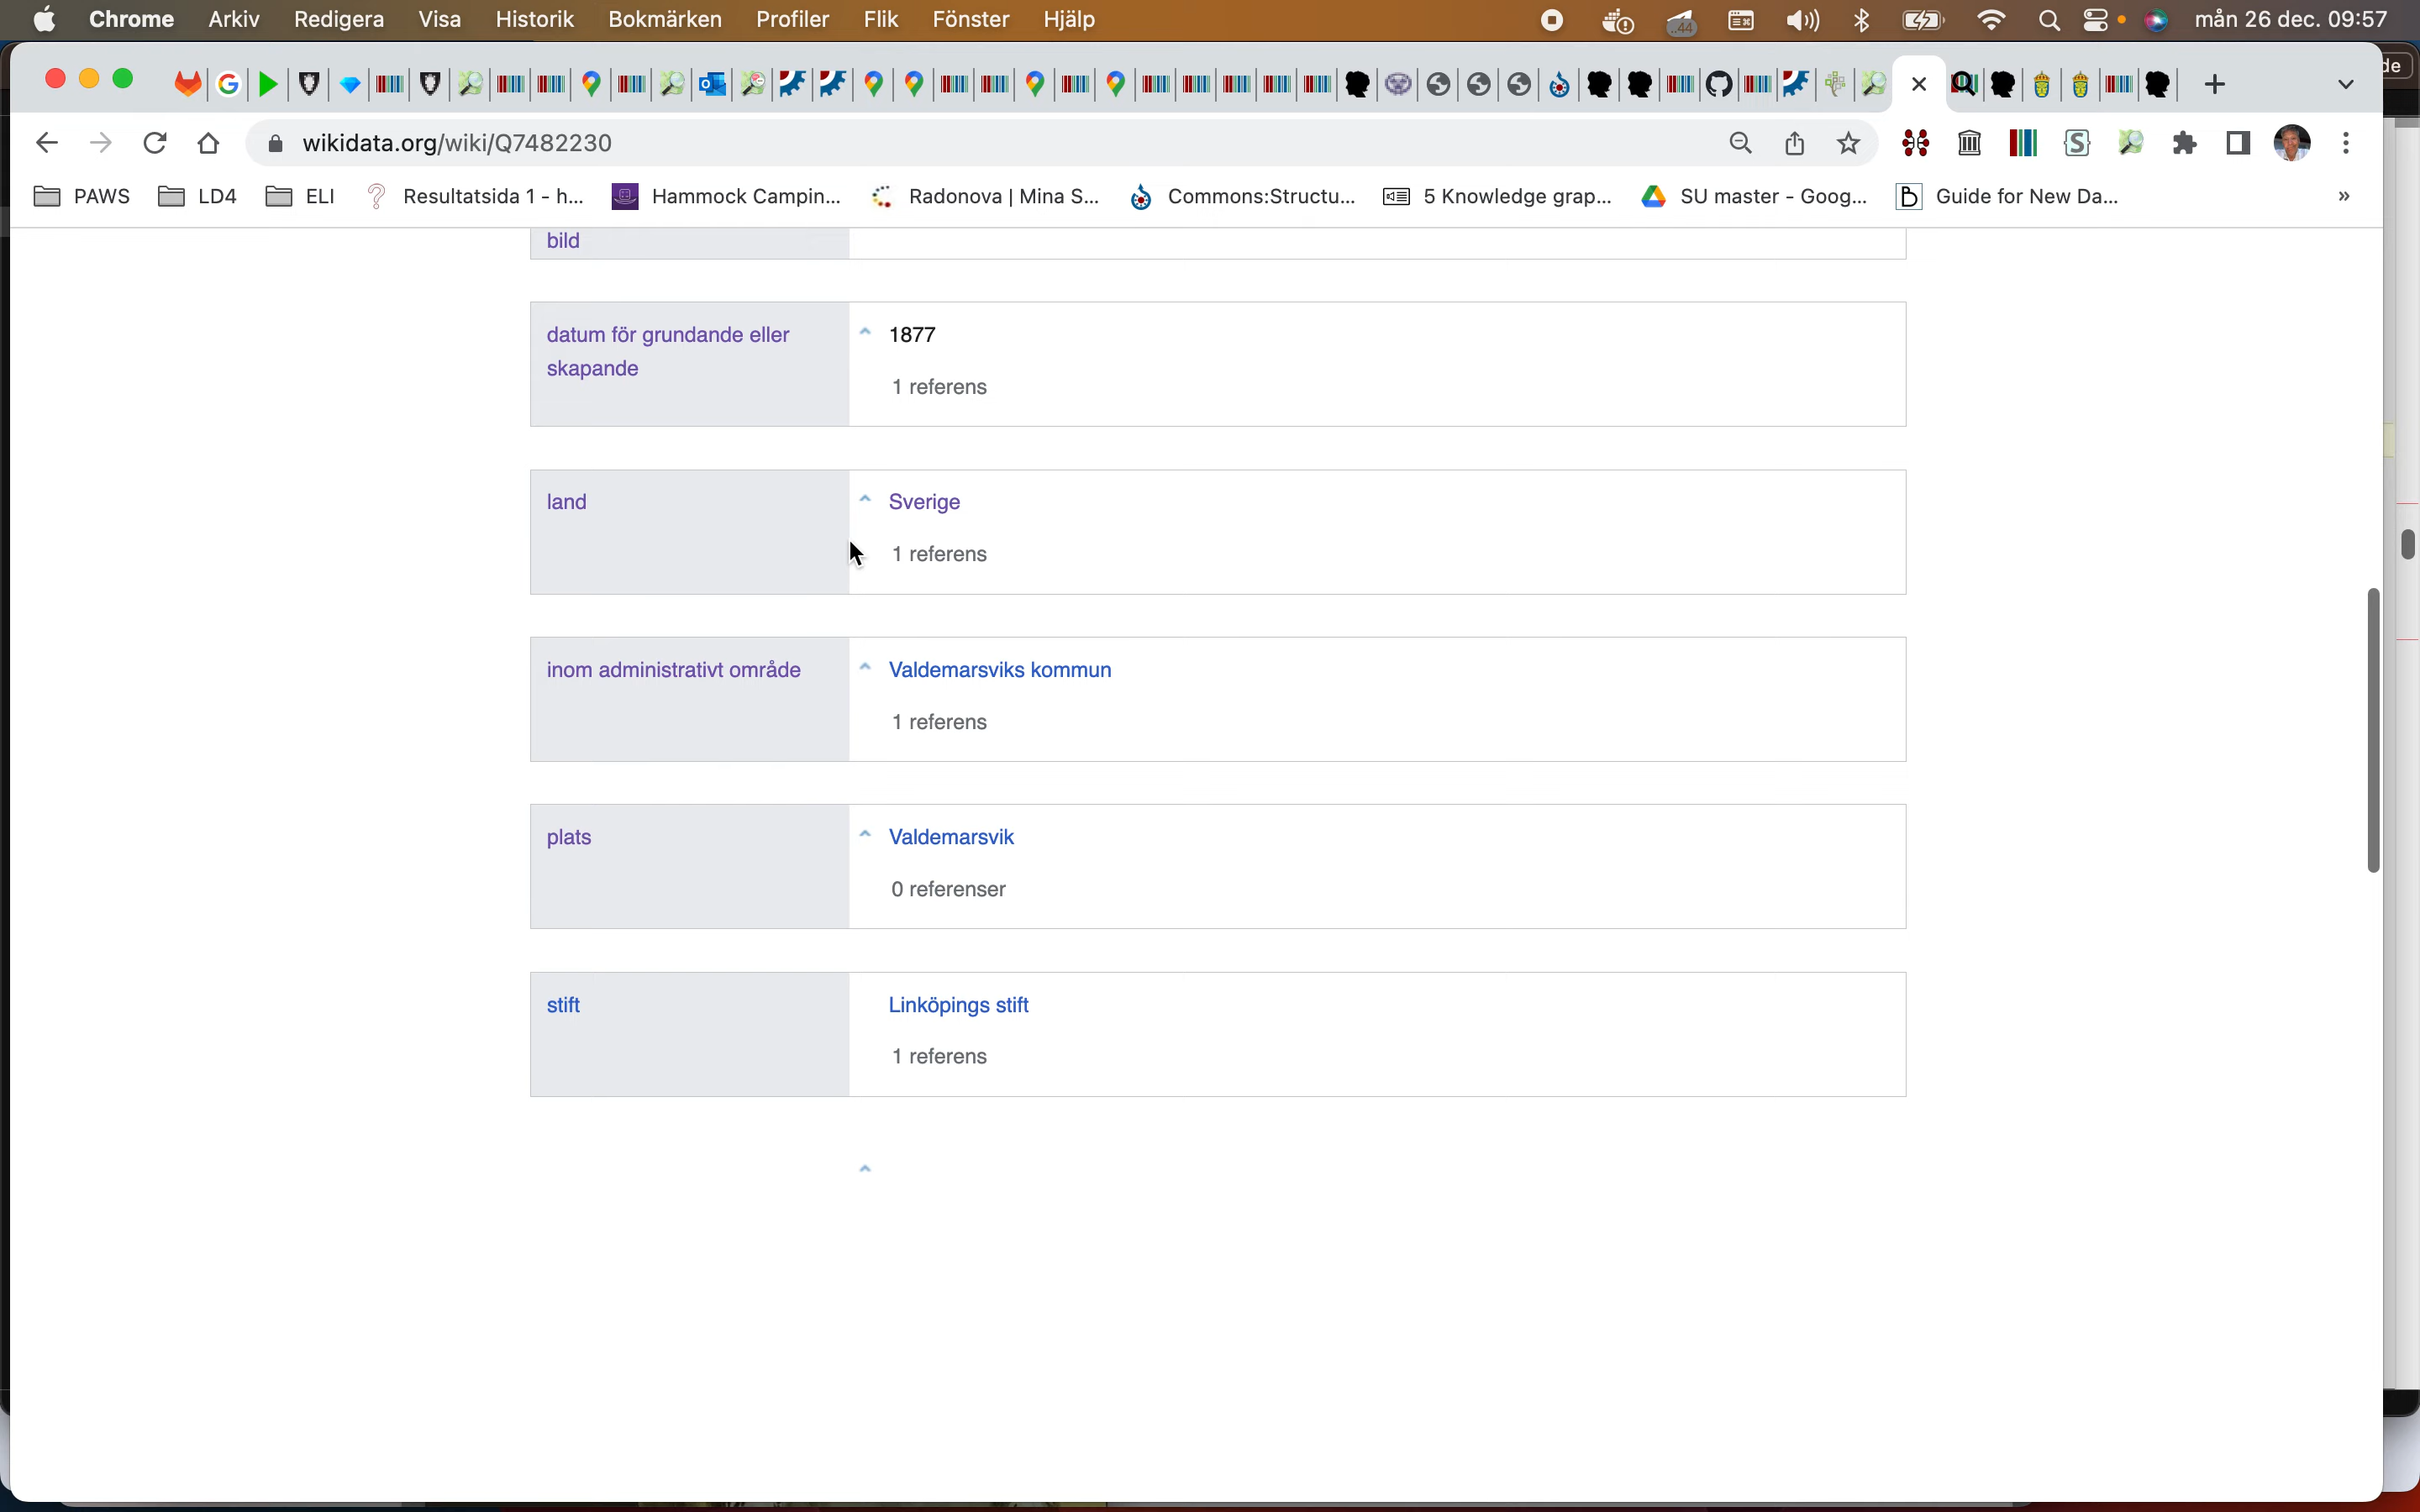 Chrome Arkiv Redigera Visa Historik Bokmärken Profiler Flik Fönster Hjälp ..44 mån 26 dec. 09:57
de
wikidata.org/wiki/Q7482230
PAWS LD4 ELI Resultatsida 1 - h... Hammock Campin... Radonova | Mina S... Commons:Structu... 5 Knowledge grap... SU master - Goog... Guide for New Da... »
bild
datum för grundande eller
skapande
1877
1 referens
land
Sverige
1 referens
inom administrativt område
Valdemarsviks kommun
1 referens
plats
Valdemarsvik
0 referenser
stift
Linköpings stift
1 referens